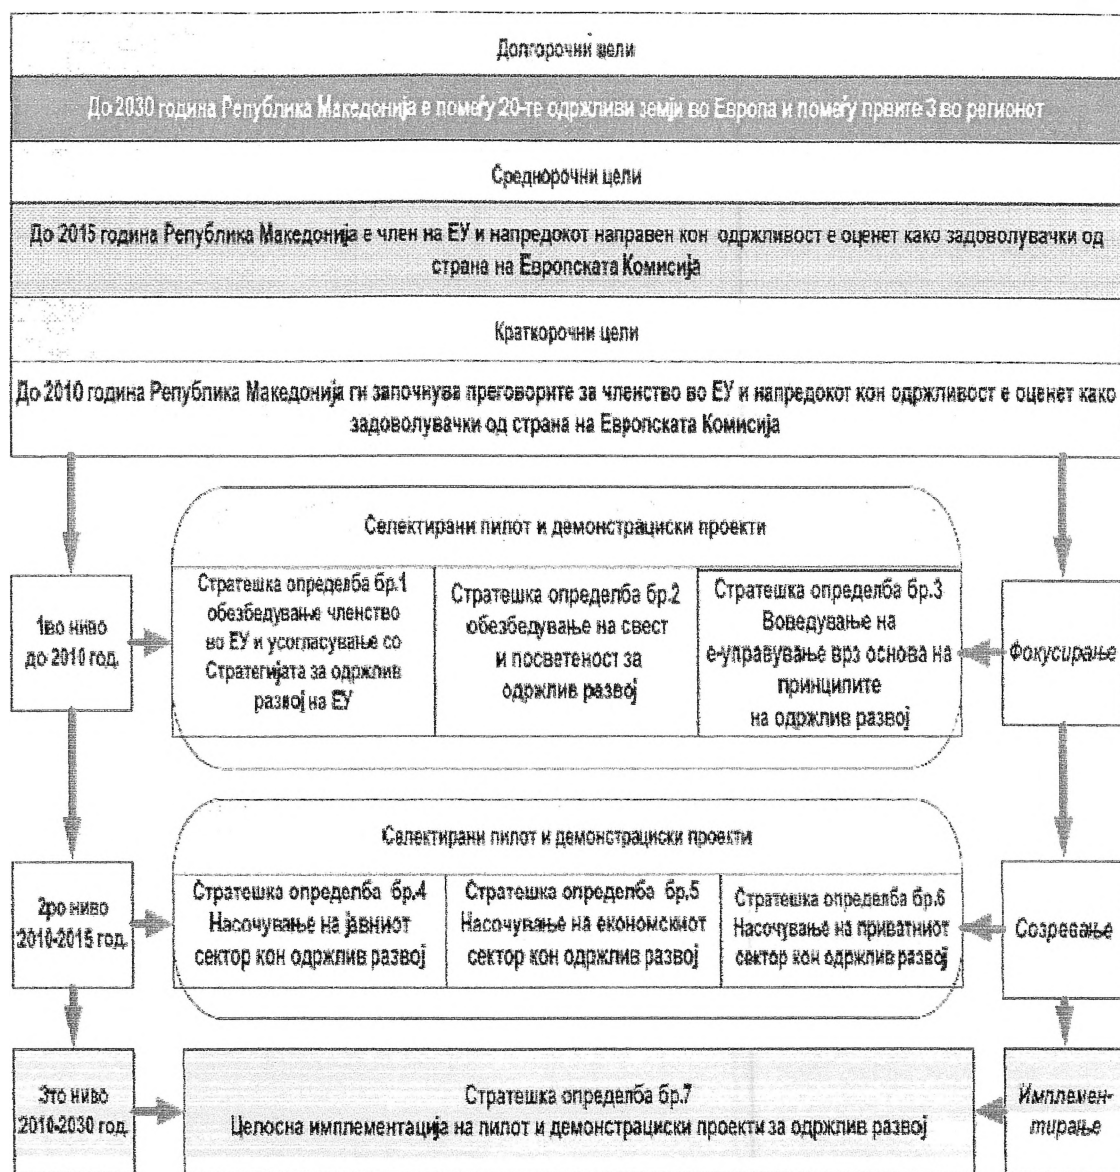 Долгорочни цели
До 2030 година Република Македонија е помеѓу 20-те одржливи земји во Европа и помеѓу првите 3 во регионот
Среднорочни цели
До 2015 година Република Македонија е член на ЕУ и напредокот направен кон одржливост е оценет како задоволувачки од
страна на Европската Комисија
Краткорочни цели
До 2010 година Република Македонија ги започнува преговорите за членство во ЕУ и напредокот кон одржливост е оценет како
задоволувачки од страна на Европската Комисија
Селектирани пилот и демонстрациски проекти
1во ниво
до 2010 год.
Стратешка определба бр.1
обезбедување членство
во ЕУ и усогласување со
Стратегијата за одржлив
развој на ЕУ
Стратешка определба бр.2
обезбедување на свест
и посветеност за
одржлив развој
Стратешка определба бр.3
Воведување на
е-управување врз основа на
принципите
на одржлив развој
Фокусирање
Селектирани пилот и демонстрациски проекти
2ро ниво
2010-2015 год.
Стратешка определба бр.4
Насочување на јавниот
сектор кон одржлив развој
Стратешка определба бр.5
Насочување на економскиот
сектор кон одржлив развој
Стратешка определба бр.6
Насочување на приватниот
сектор кон одржлив развој
Созревање
3то ниво
2010-2030 год.
Стратешка определба бр.7
Целосна имплементација на пилот и демонстрациски проекти за одржлив развој
Имплемен-
тирање